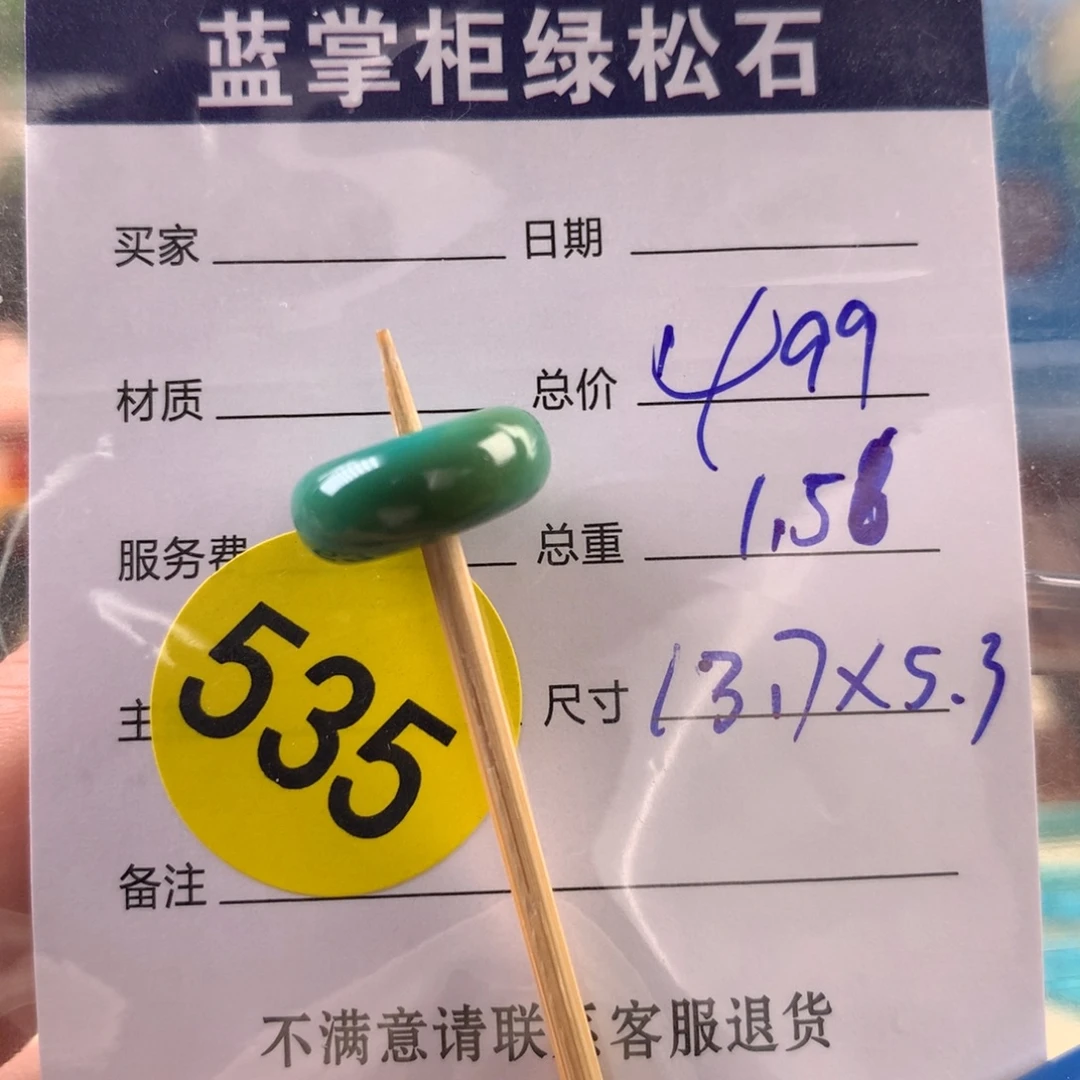 蓝掌柜绿松石
买家 日期
材质 总价 499
服务费 总重 1.58
主 尺寸 13.7×5.3
535
备注
不满意请联系客服退货